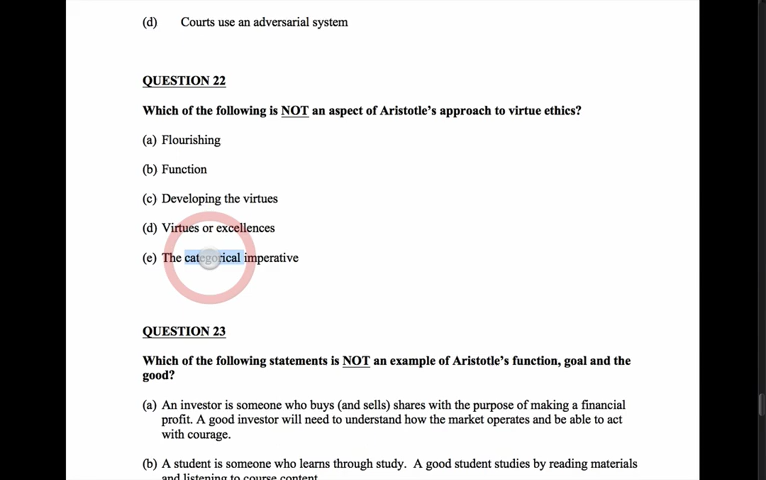 (d) Courts use an adversarial system
QUESTION 22
Which of the following is NOT an aspect of Aristotle's approach to virtue ethics?
(a) Flourishing
(b) Function
(c) Developing the virtues
(d) Virtues or excellences
(e) The categorical imperative
QUESTION 23
Which of the following statements is NOT an example of Aristotle's function, goal and the
good?
(a) An investor is someone who buys (and sells) shares with the purpose of making a financial
profit. A good investor will need to understand how the market operates and be able to act
with courage.
(b) A student is someone who learns through study. A good student studies by reading materials
and listening to course content